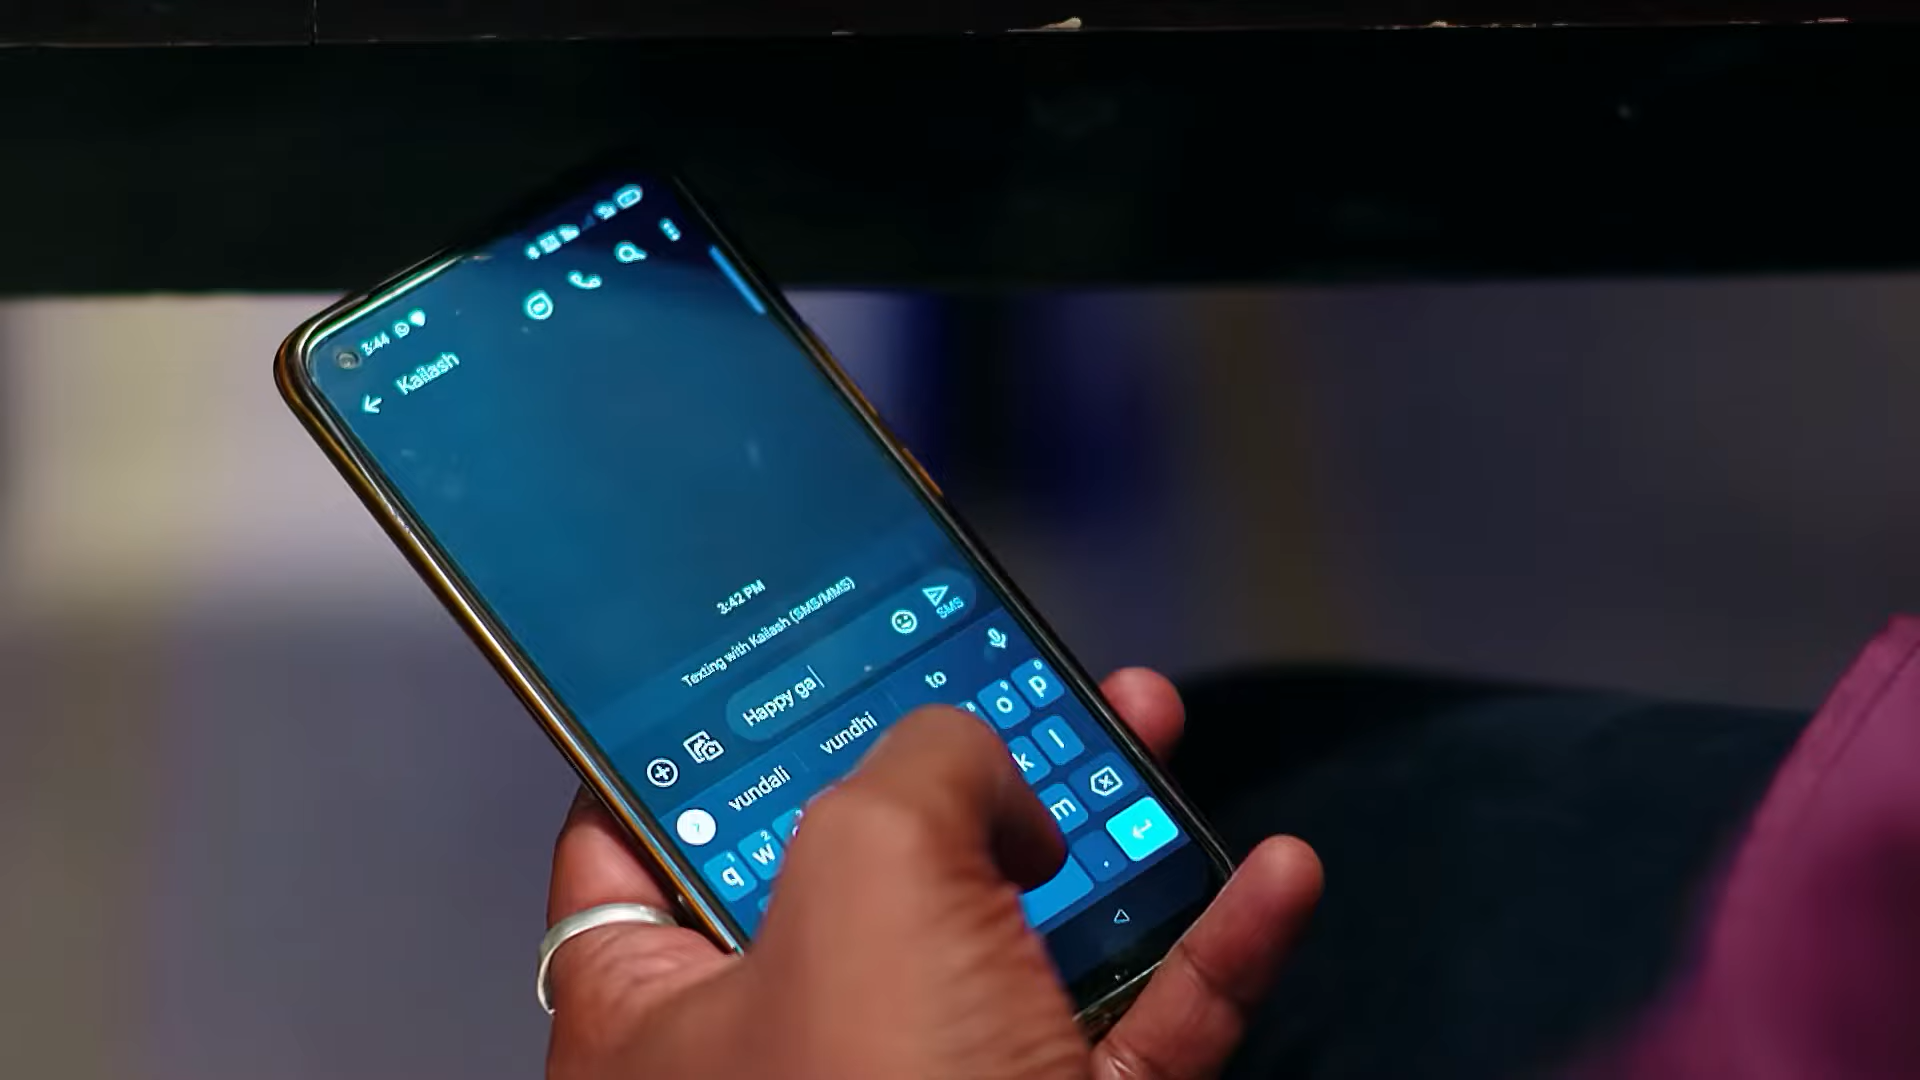 3:44
Kailash
3:42 PM
Texting with Kailash (SMS/MMS)
Happy ga
SMS
vundali vundhi to
q w o p
k l
m
.